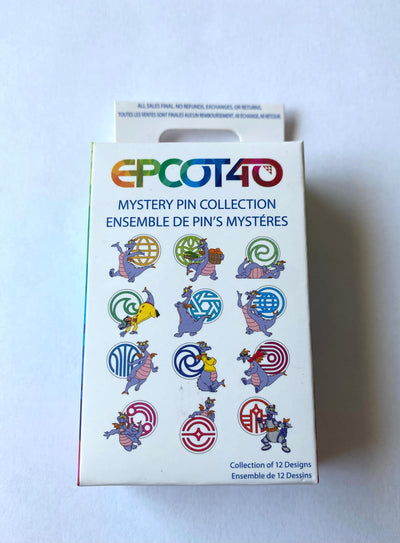 ALL SALES FINAL. NO REFUNDS, EXCHANGES, OR RETURNS.
TOUTES LES VENTES SONT FINALES AUCUN REMBOURSEMENT, NI ÉCHANGE, NI RETOUR
EPCOT40
MYSTERY PIN COLLECTION
ENSEMBLE DE PIN'S MYSTÉRES
Collection of 12 Designs
Ensemble de 12 Dessins